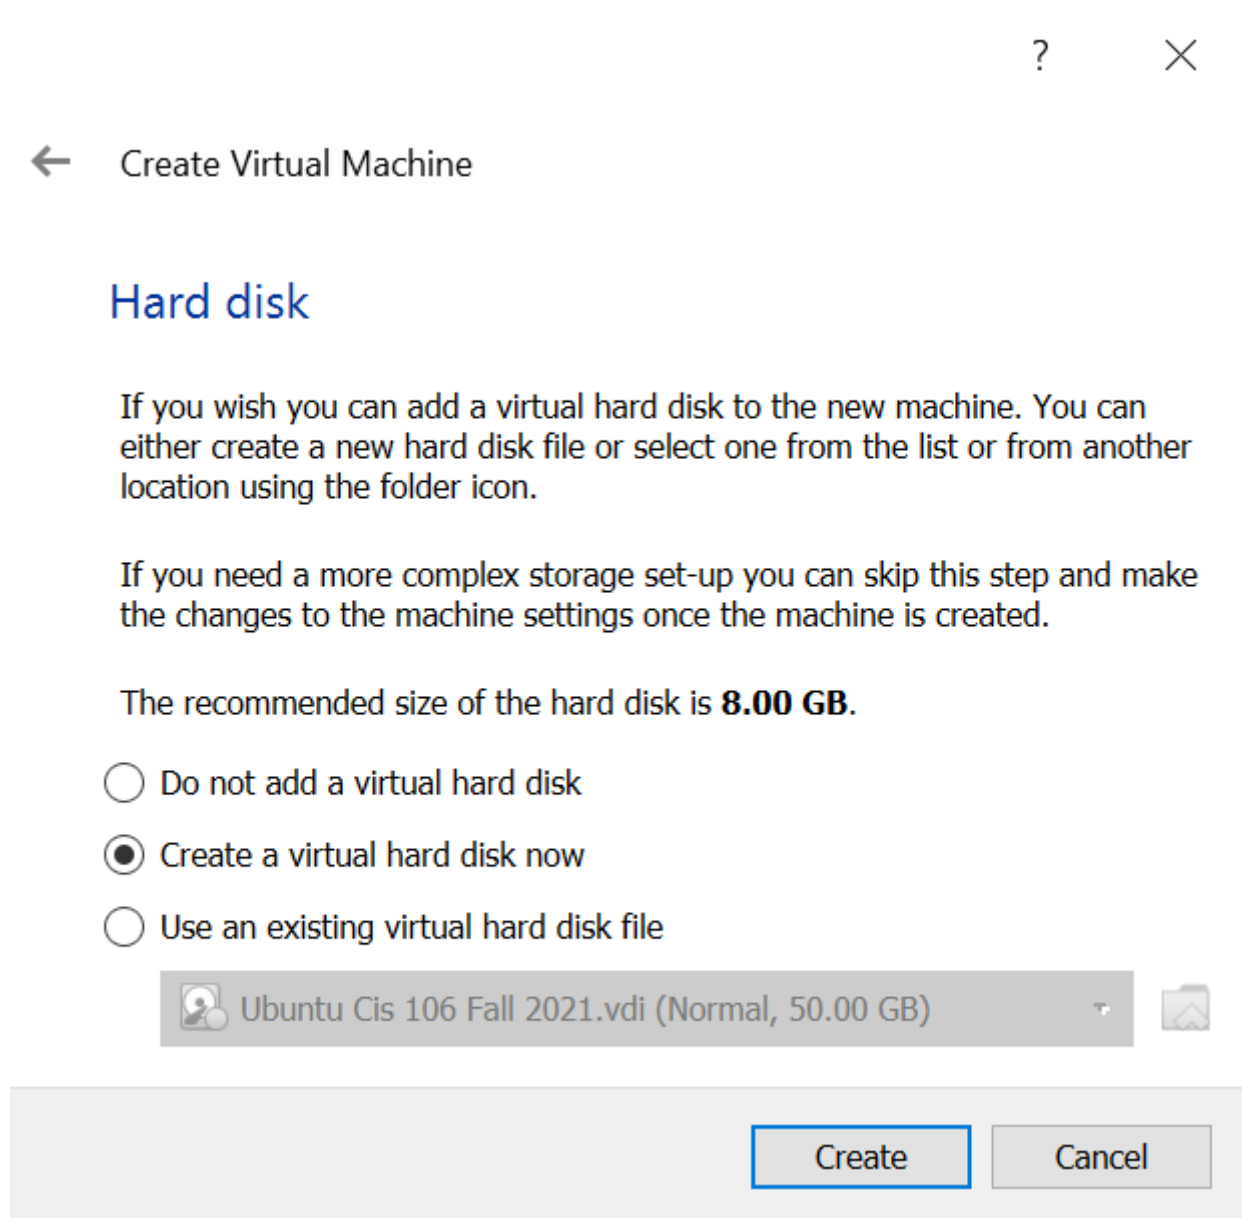 ?
Create Virtual Machine
Hard disk
If you wish you can add a virtual hard disk to the new machine. You can
either create a new hard disk file or select one from the list or from another
location using the folder icon.
If you need a more complex storage set-up you can skip this step and make
the changes to the machine settings once the machine is created.
The recommended size of the hard disk is 8.00 GB.
Do not add a virtual hard disk
Create a virtual hard disk now
Use an existing virtual hard disk file
Ubuntu Cis 106 Fall 2021.vdi (Normal, 50.00 GB)
Create Cancel